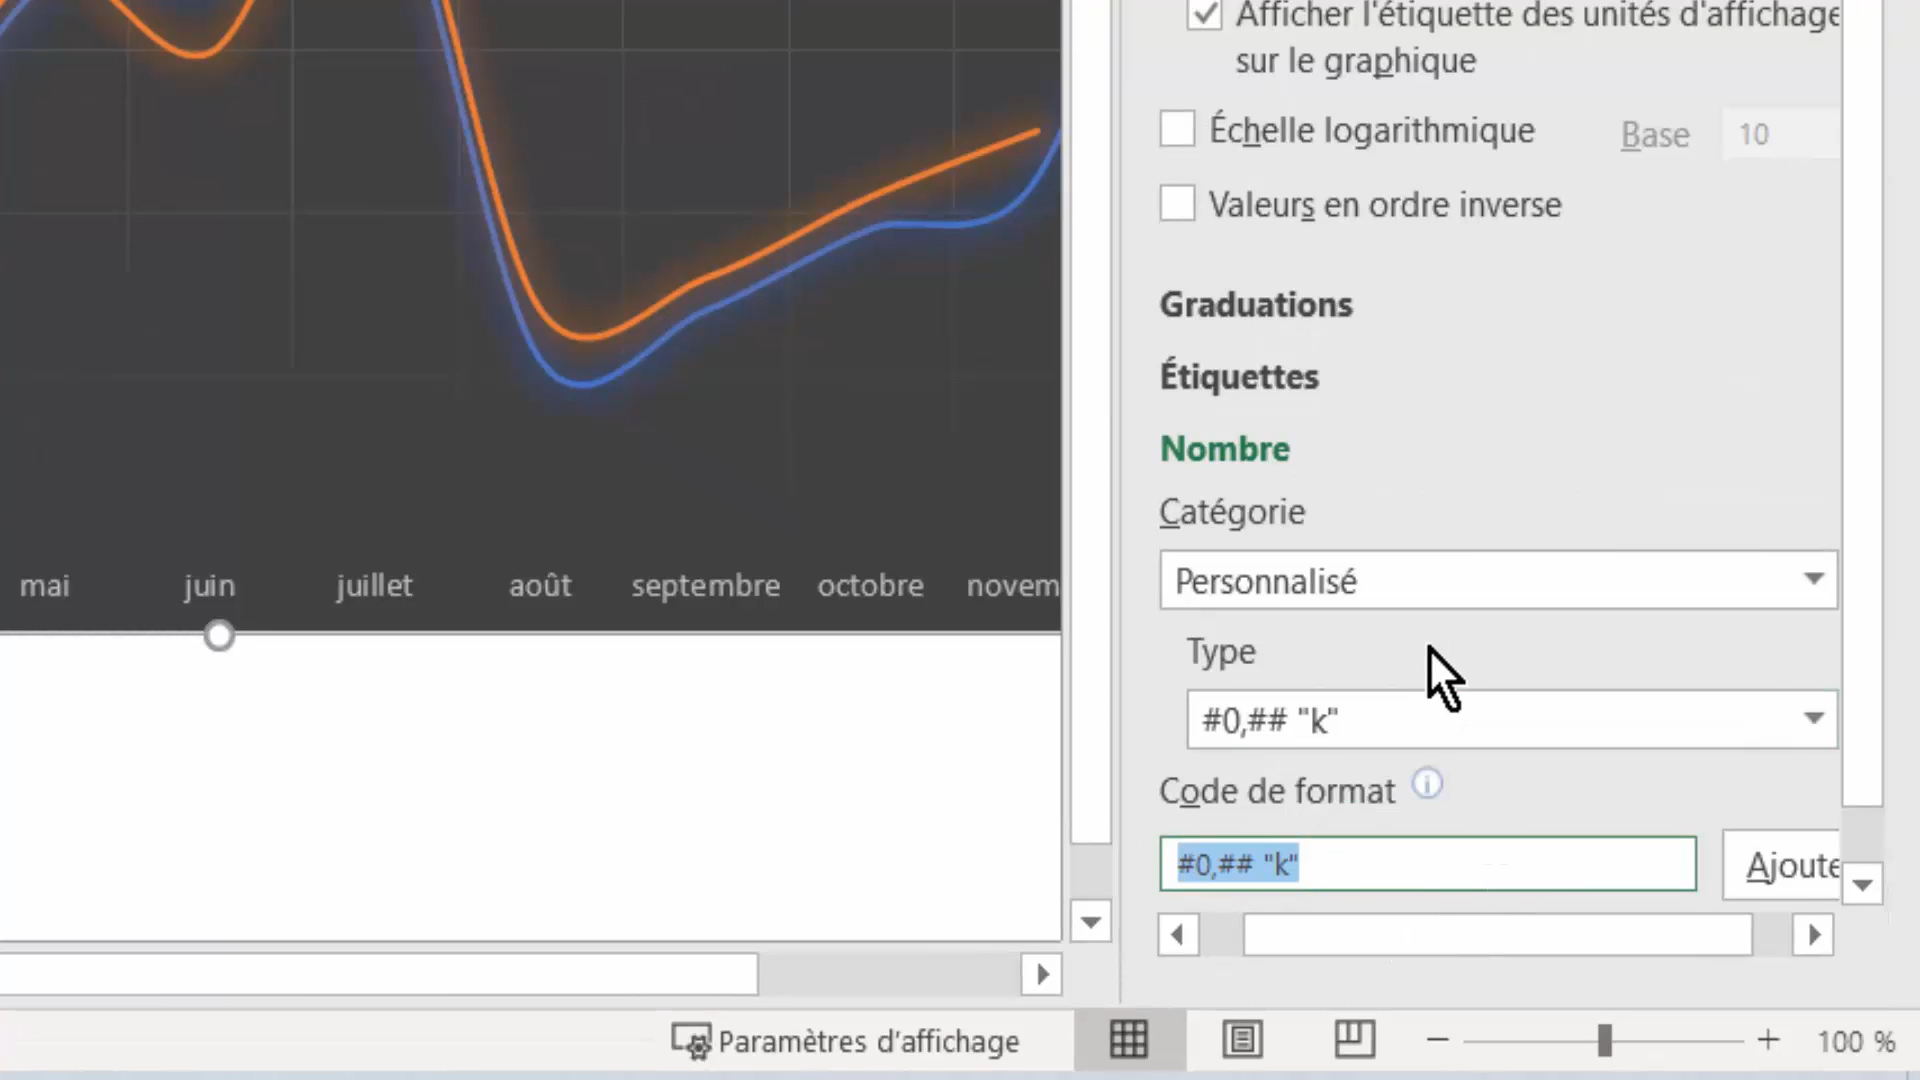 Afficher l'étiquette des unités d'affichage
sur le graphique
Échelle logarithmique
Base
10
Valeurs en ordre inverse
Graduations
Étiquettes
Nombre
Catégorie
Personnalisé
Type
#0,## "k"
Code de format
#0,## "k"
Ajoute
mai
juin
juillet
août
septembre
octobre
novem
Paramètres d'affichage
100 %